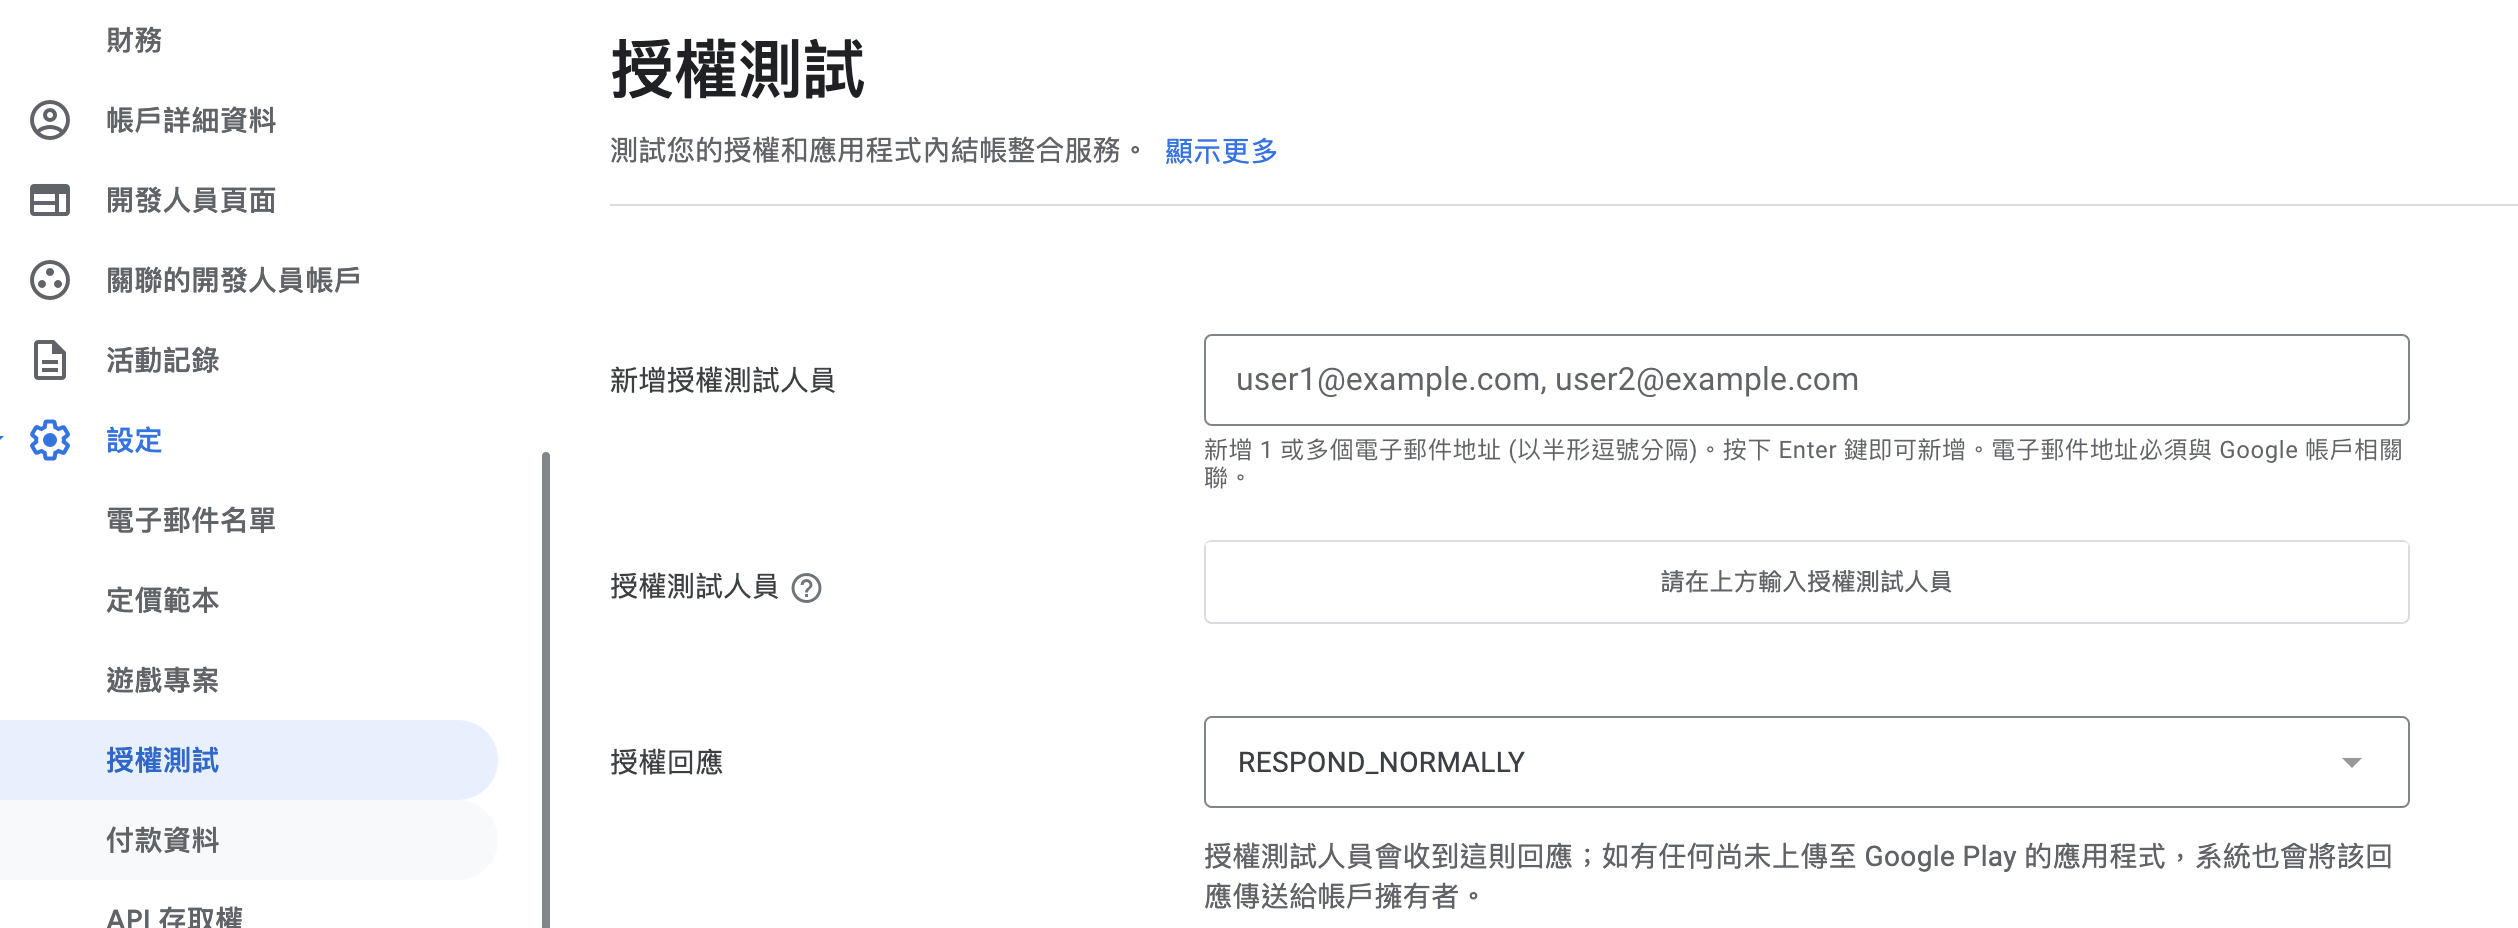 財務
帳戶詳細資料
開發人員頁面
關聯的開發人員帳戶
活動記錄
設定
電子郵件名單
定價範本
遊戲專案
授權測試
付款資料
API 存取權
授權測試
測試您的授權和應用程式內結帳整合服務。 顯示更多
新增授權測試人員
user1@example.com, user2@example.com
新增 1 或多個電子郵件地址 (以半形逗號分隔)。按下 Enter 鍵即可新增。電子郵件地址必須與 Google 帳戶相關
聯。
授權測試人員
請在上方輸入授權測試人員
授權回應
RESPOND_NORMALLY
授權測試人員會收到這則回應；如有任何尚未上傳至 Google Play 的應用程式，系統也會將該回
應傳送給帳戶擁有者。